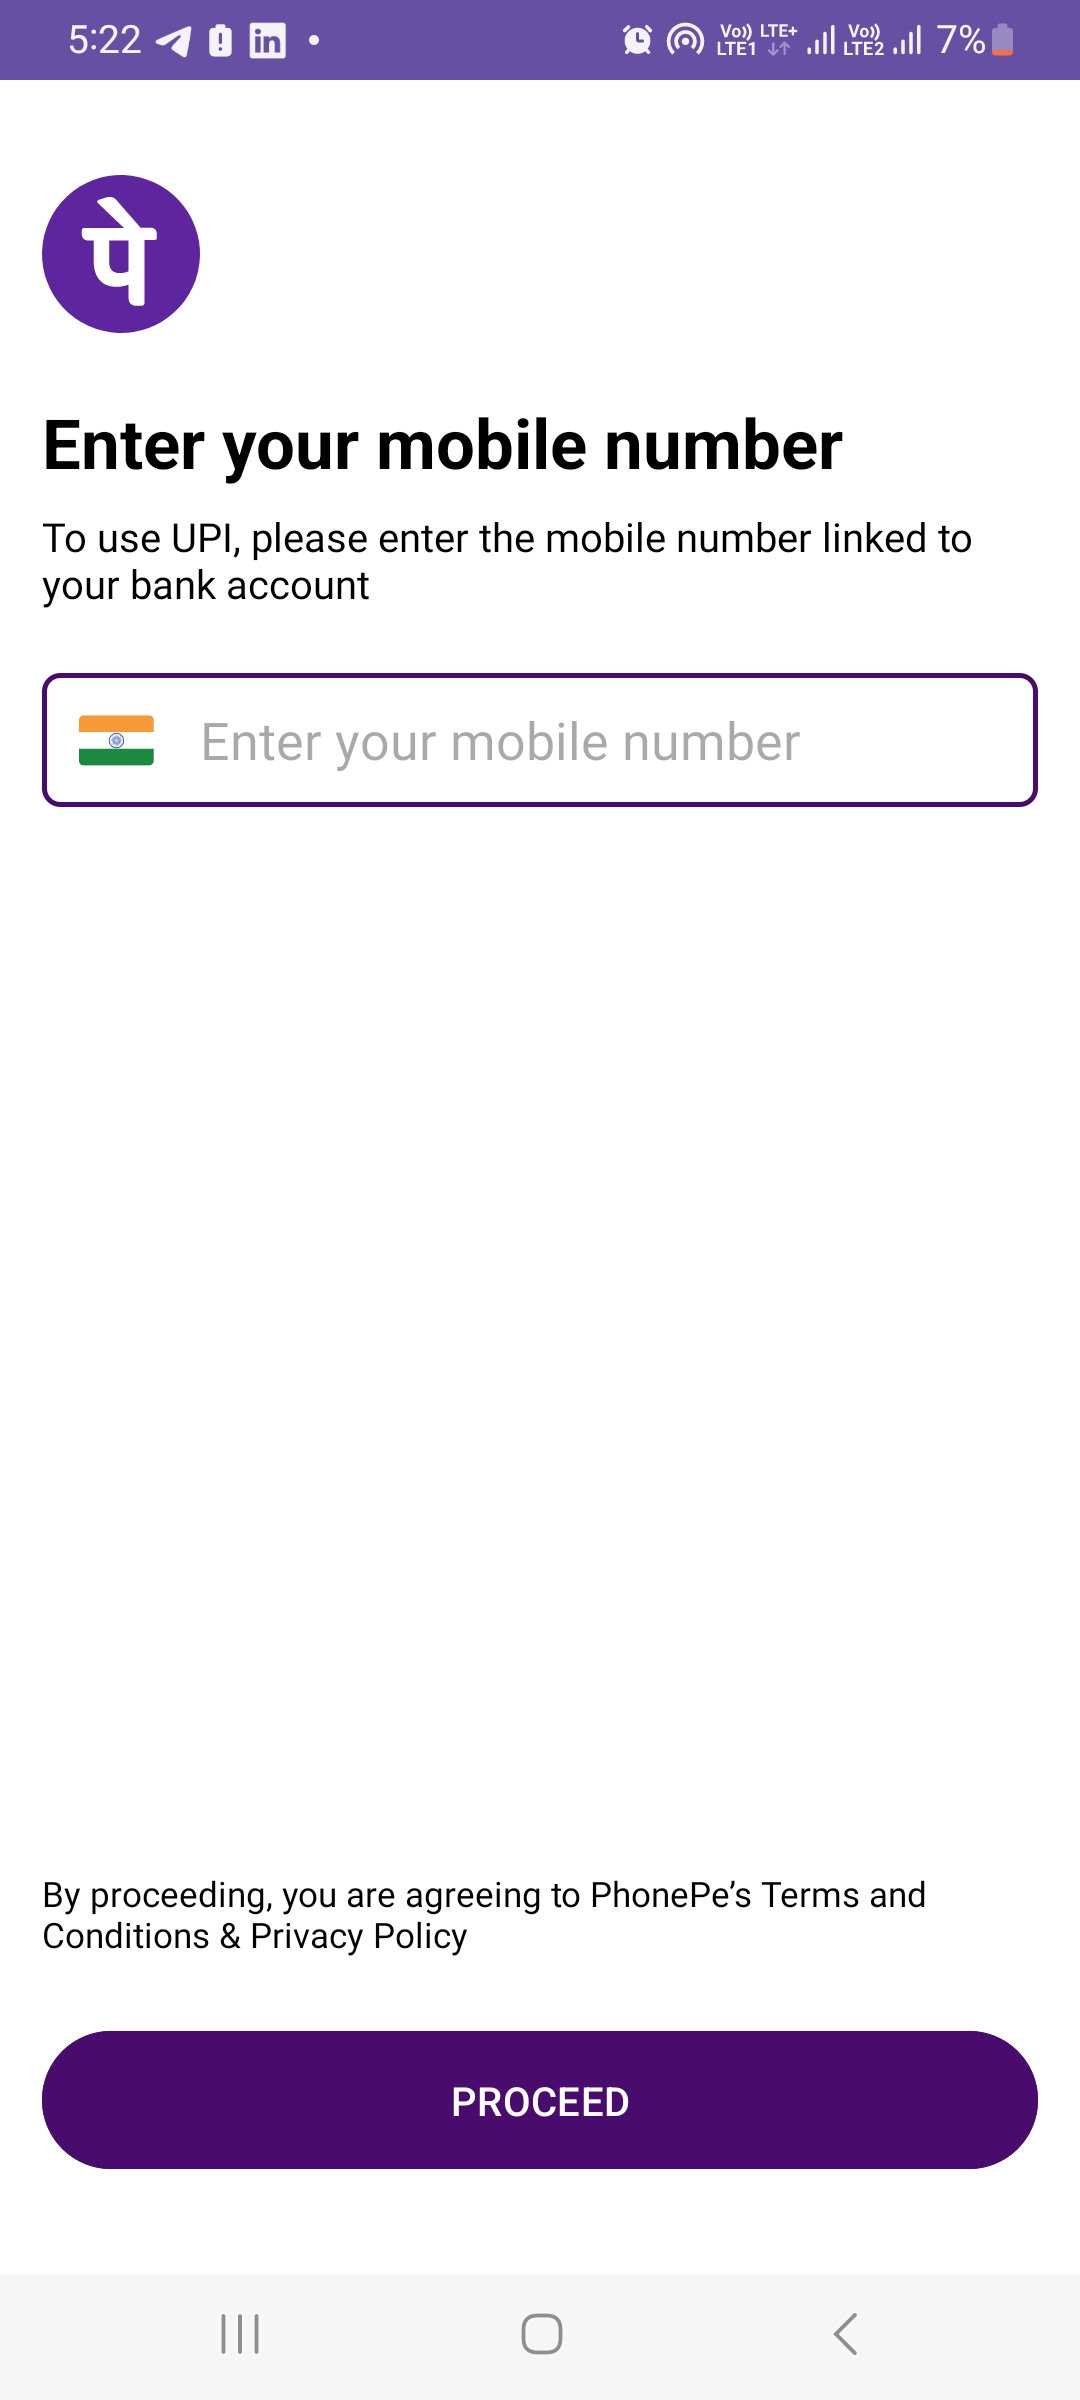 5:22 in Vo)) LTE1 LTE+ Vo)) LTE2 7%
पे
Enter your mobile number
To use UPI, please enter the mobile number linked to
your bank account
Enter your mobile number
By proceeding, you are agreeing to PhonePe’s Terms and
Conditions & Privacy Policy
PROCEED